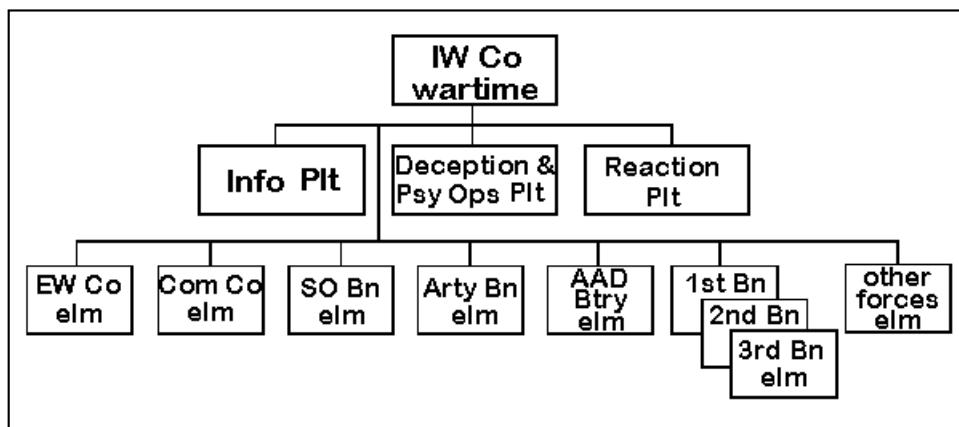 IW Co
wartime
Info Plt
Deception &
Psy Ops Plt
Reaction
Plt
EW Co
elm
Com Co
elm
SO Bn
elm
Arty Bn
elm
AAD
Btry
elm
1st Bn
2nd Bn
3rd Bn
elm
other
forces
elm